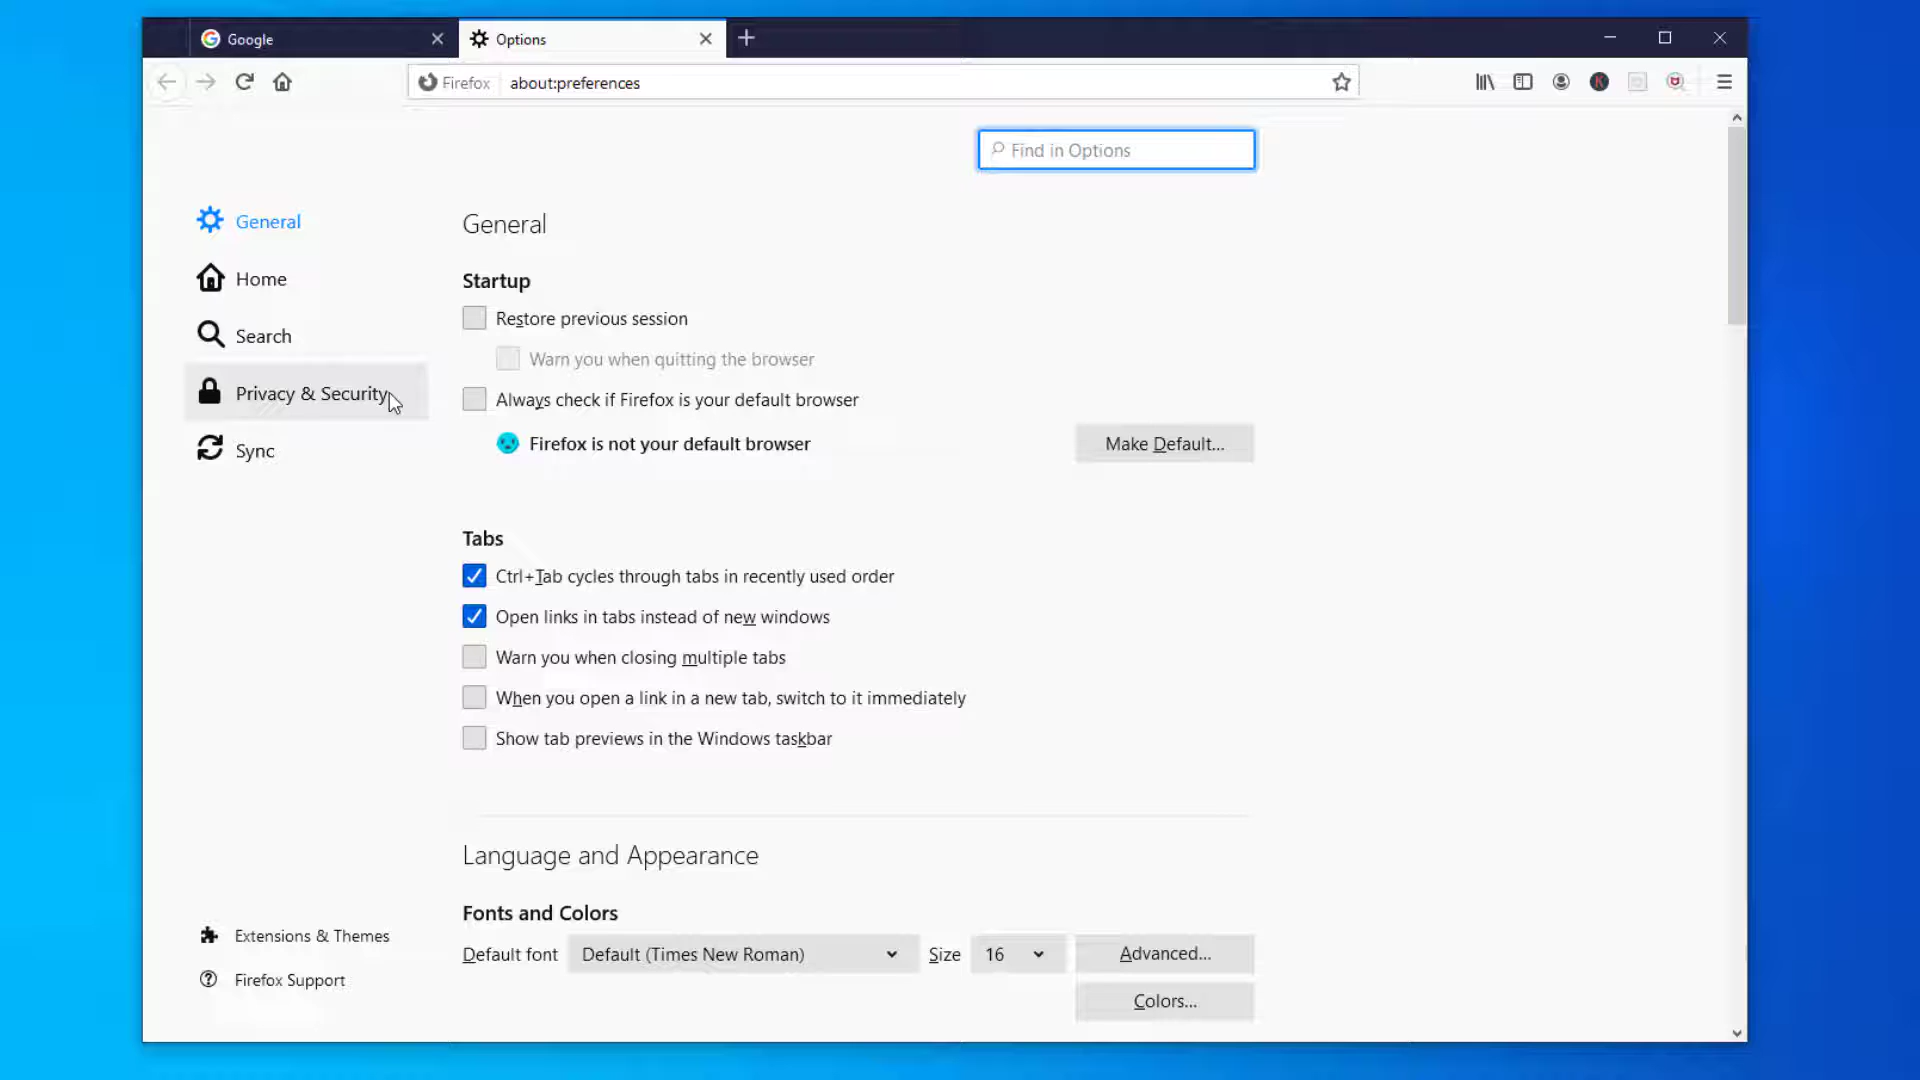 Google
Options
Firefox
about:preferences
Find in Options
General
Home
Search
Privacy & Security
Sync
Extensions & Themes
Firefox Support
General
Startup
Restore previous session
Warn you when quitting the browser
Always check if Firefox is your default browser
Firefox is not your default browser
Make Default...
Tabs
Ctrl+Tab cycles through tabs in recently used order
Open links in tabs instead of new windows
Warn you when closing multiple tabs
When you open a link in a new tab, switch to it immediately
Show tab previews in the Windows taskbar
Language and Appearance
Fonts and Colors
Default font Default (Times New Roman) Size 16 Advanced...
Colors...